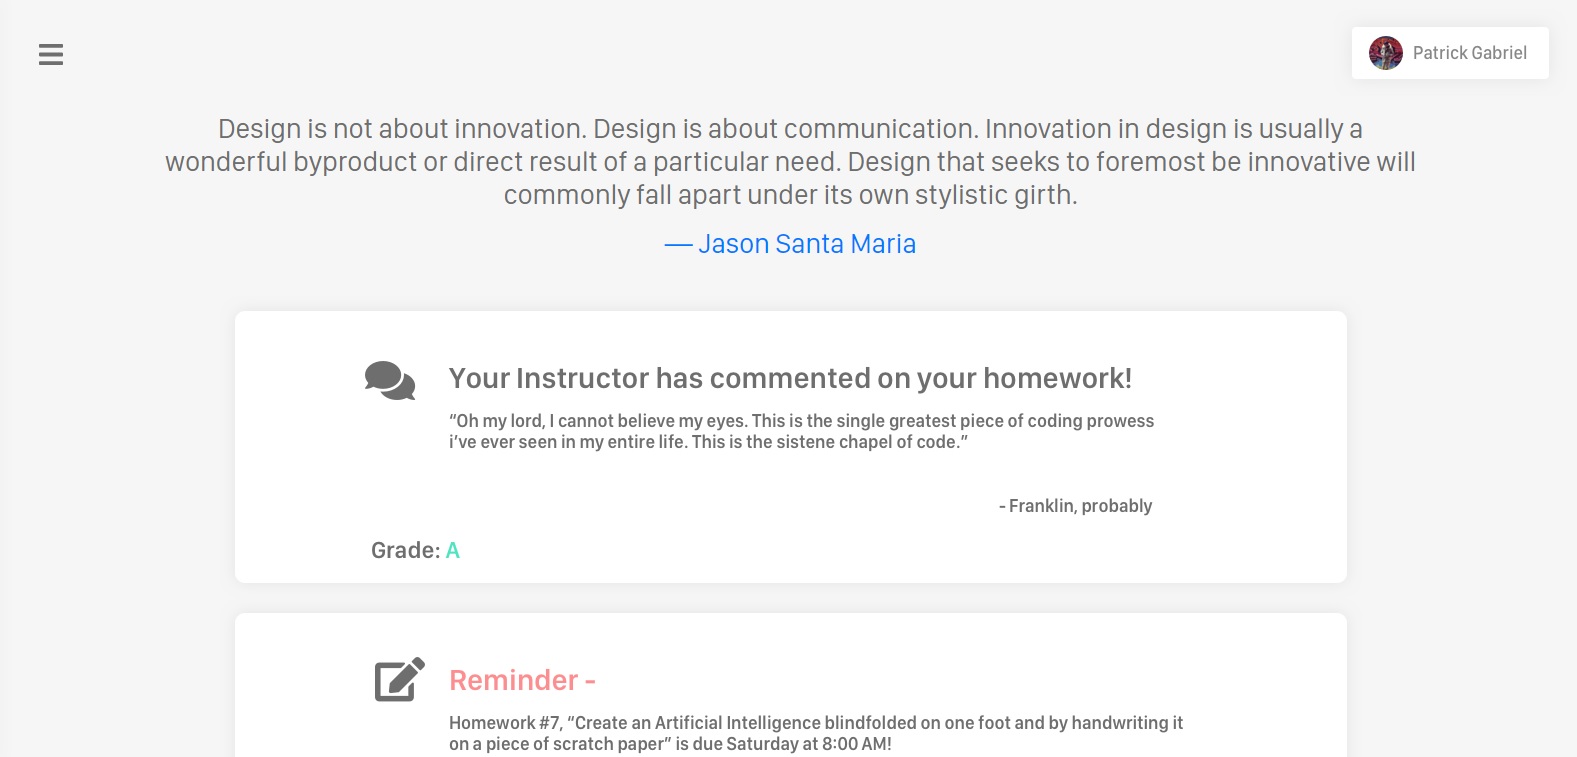 Patrick Gabriel
Design is not about innovation. Design is about communication. Innovation in design is usually a
wonderful byproduct or direct result of a particular need. Design that seeks to foremost be innovative will
commonly fall apart under its own stylistic girth.
— Jason Santa Maria
Your Instructor has commented on your homework!
“Oh my lord, I cannot believe my eyes. This is the single greatest piece of coding prowess
i’ve ever seen in my entire life. This is the sistene chapel of code.”
- Franklin, probably
Grade: A
Reminder -
Homework #7, “Create an Artificial Intelligence blindfolded on one foot and by handwriting it
on a piece of scratch paper” is due Saturday at 8:00 AM!